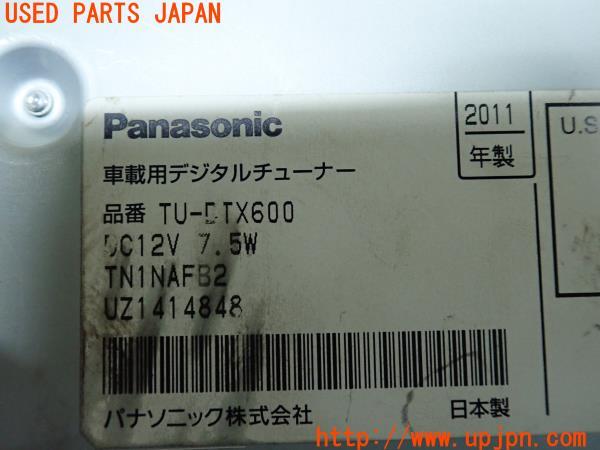 USED PARTS JAPAN
Panasonic
2011
年製
U.S
車載用デジタルチューナー
品番 TU-DTX600
DC12V 7.5W
TN1NAFB2
UZ1414848
パナソニック株式会社
日本製
http://www.upjpn.com